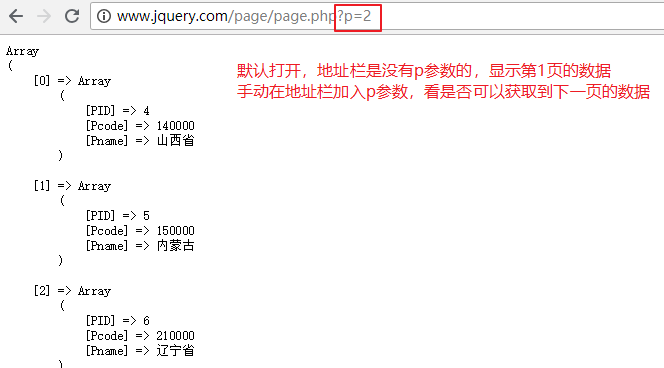 www.jquery.com/page/page.php?p=2
默认打开，地址栏是没有p参数的，显示第1页的数据
手动在地址栏加入p参数，看是否可以获取到下一页的数据
Array
(
    [0] => Array
        (
            [PID] => 4
            [Pcode] => 140000
            [Pname] => 山西省
        )
    [1] => Array
        (
            [PID] => 5
            [Pcode] => 150000
            [Pname] => 内蒙古
        )
    [2] => Array
        (
            [PID] => 6
            [Pcode] => 210000
            [Pname] => 辽宁省
        )